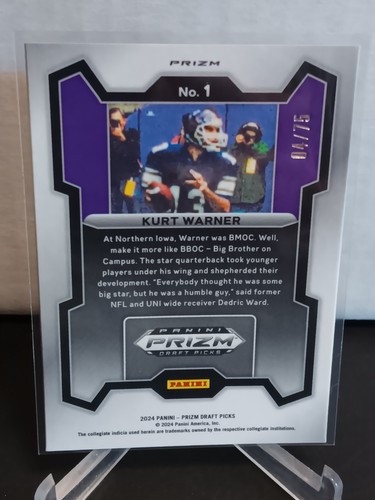 PRIZM
No. 1
04/75
KURT WARNER
At Northern Iowa, Warner was BMOC. Well,
make it more like BBOC – Big Brother on
Campus. The star quarterback took younger
players under his wing and shepherded their
development. "Everybody thought he was some
big star, but he was a humble guy," said former
NFL and UNI wide receiver Dedric Ward.
PANINI
PRIZM
DRAFT PICKS
PANINI
2024 PANINI – PRIZM DRAFT PICKS
© 2024 Panini America, Inc.
The collegiate indicia used herein are trademarks owned by the respective collegiate institutions.